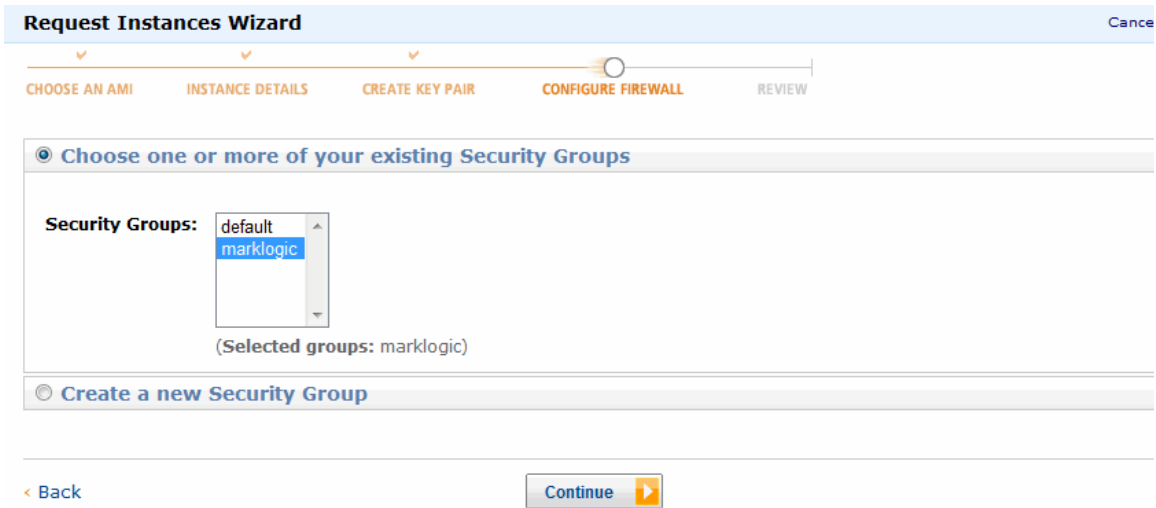 Request Instances Wizard Cance
CHOOSE AN AMI INSTANCE DETAILS CREATE KEY PAIR CONFIGURE FIREWALL REVIEW
Choose one or more of your existing Security Groups
Security Groups: default
marklogic
(Selected groups: marklogic)
Create a new Security Group
< Back Continue